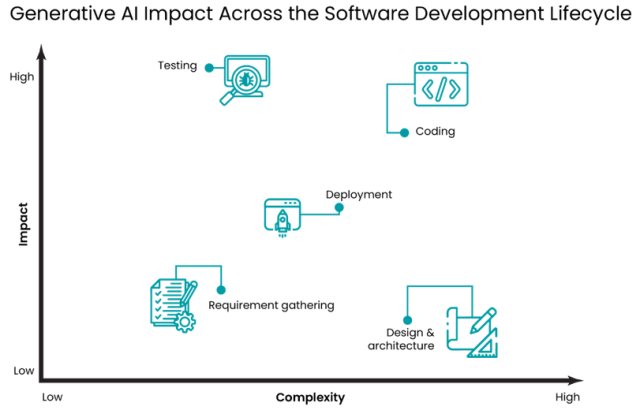 Generative AI Impact Across the Software Development Lifecycle
High
Testing
Coding
Deployment
Impact
Requirement gathering
Design &
architecture
Low
Low
Complexity
High